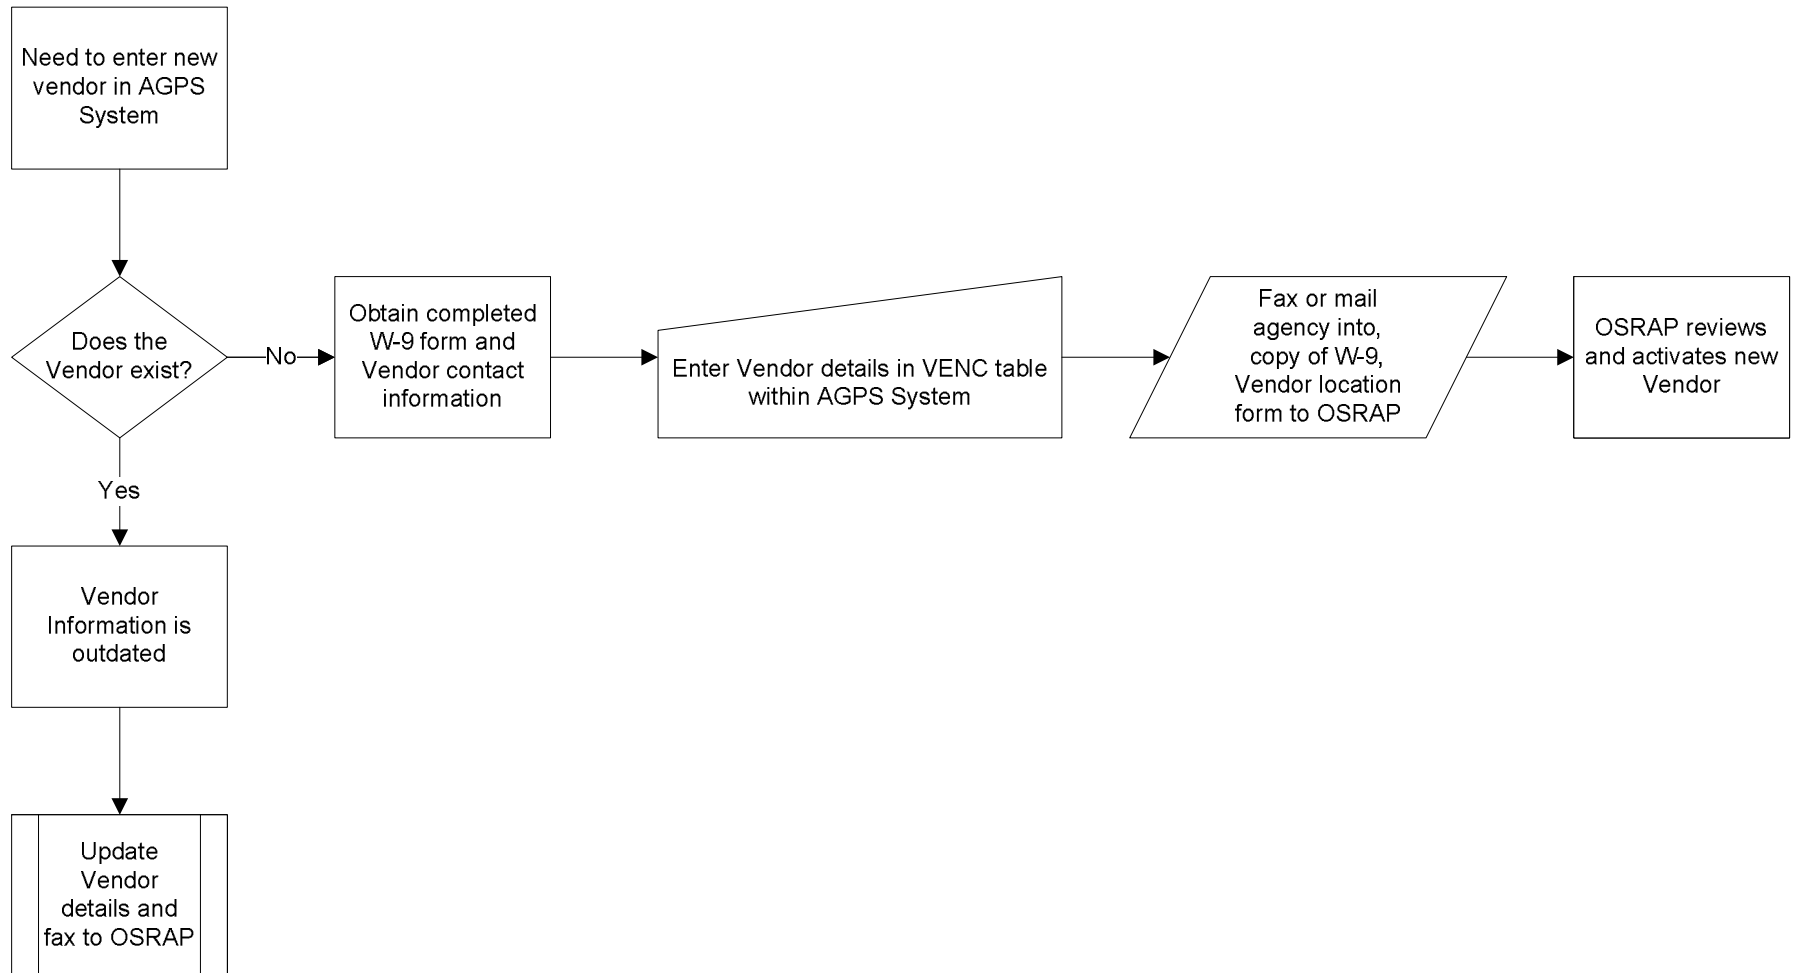 Need to enter new
vendor in AGPS
System
Does the
Vendor exist?
No
Obtain completed
W-9 form and
Vendor contact
information
Enter Vendor details in VENC table
within AGPS System
Fax or mail
agency into,
copy of W-9,
Vendor location
form to OSRAP
OSRAP reviews
and activates new
Vendor
Yes
Vendor
Information is
outdated
Update
Vendor
details and
fax to OSRAP